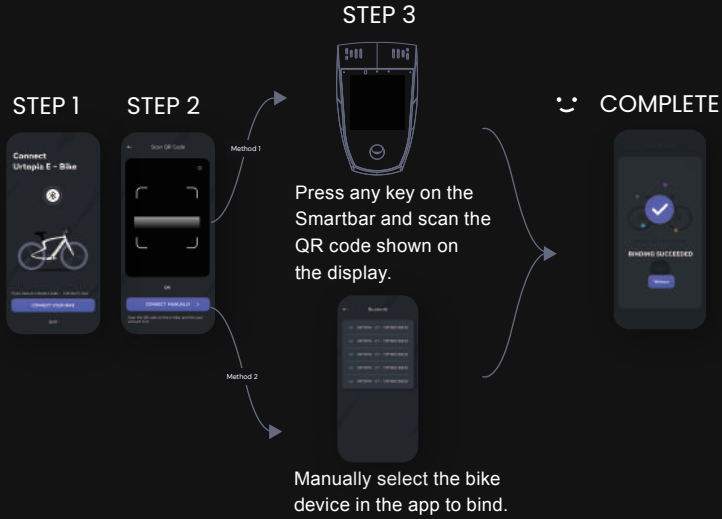 STEP 1
Connect
Urtopia E - Bike
CONNECT YOUR BIKE
SKIP
STEP 2
Scan QR Code
OR
CONNECT MANUALLY >
Method 1
Method 2
STEP 3
Press any key on the
Smartbar and scan the
QR code shown on
the display.
Manually select the bike
device in the app to bind.
COMPLETE
BINDING SUCCEEDED